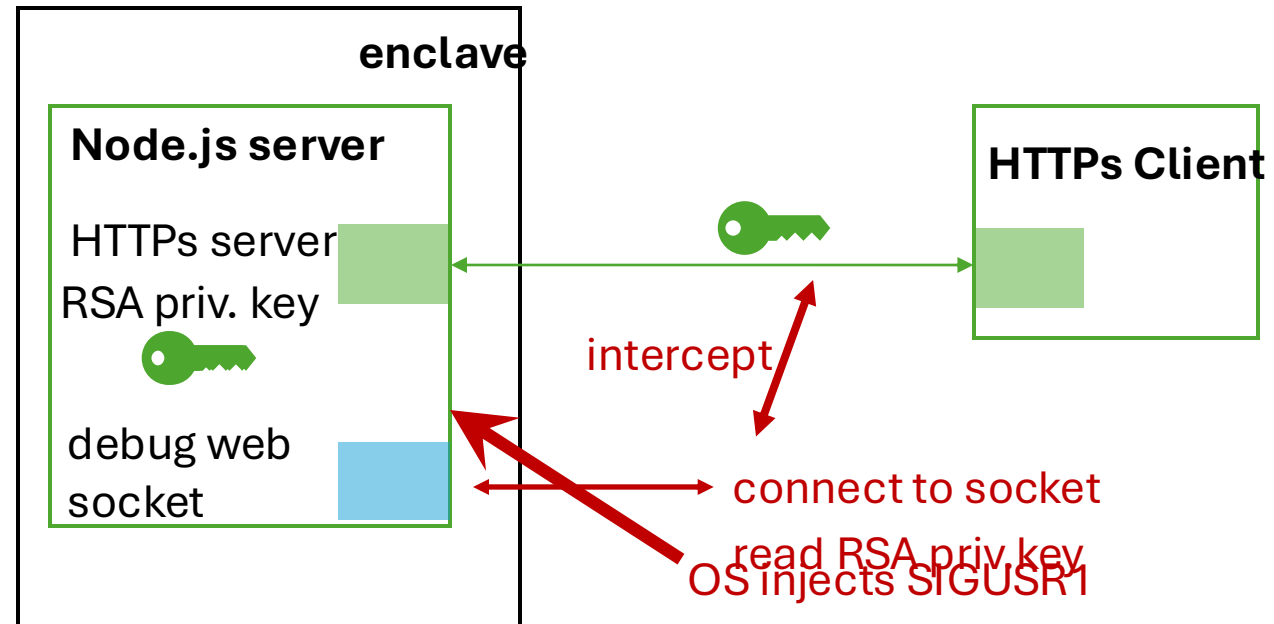 enclave
Node.js server
HTTPs Client
HTTPs server
RSA priv. key
intercept
debug web
socket
connect to socket
read RSA priv.key
OS injects SIGUSR1